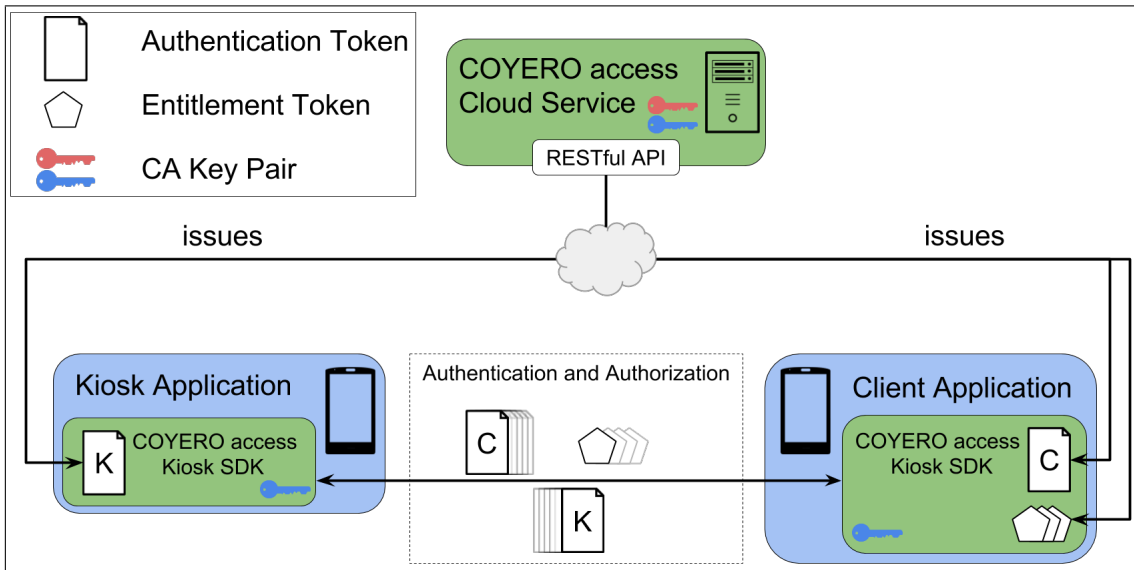 Authentication Token
Entitlement Token
CA Key Pair
COYERO access
Cloud Service
RESTful API
issues
issues
Kiosk Application
COYERO access
Kiosk SDK
K
Authentication and Authorization
C
K
Client Application
COYERO access
Kiosk SDK
C